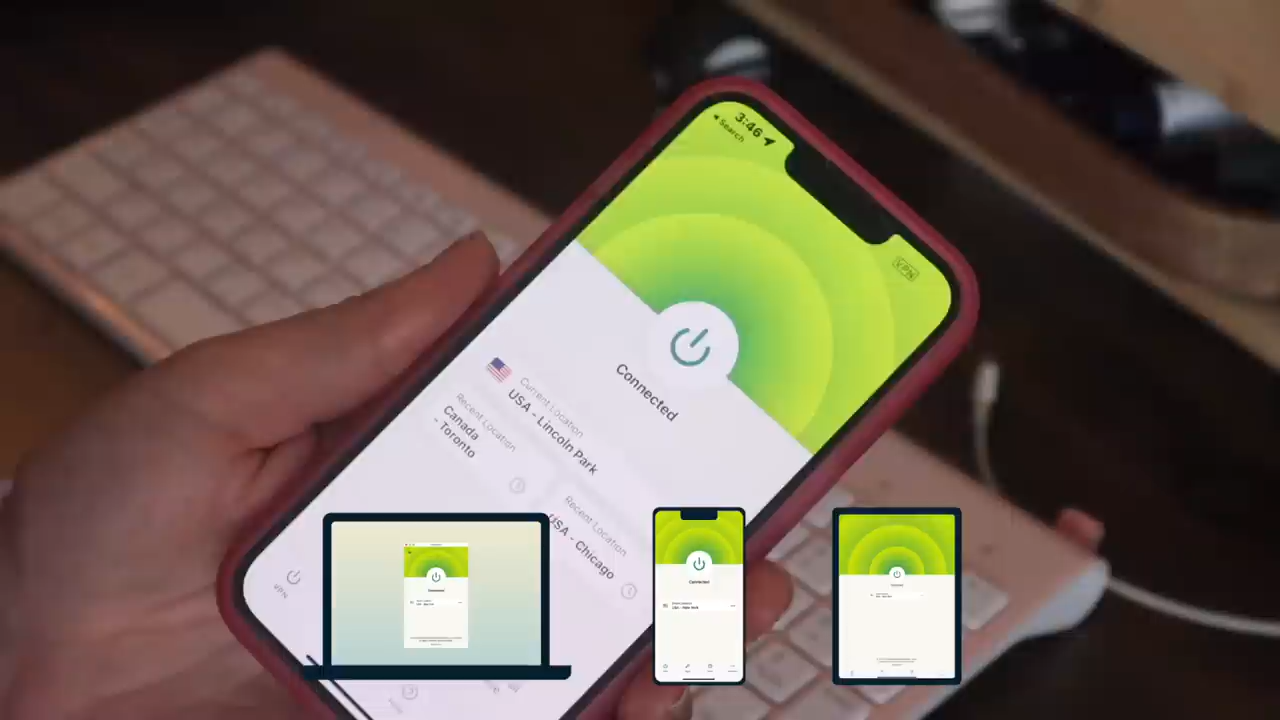 3:46
Search
VPN
Connected
Current Location
USA - Lincoln Park
Recent Location
Canada
- Toronto
Recent Location
USA - Chicago
VPN
Connected